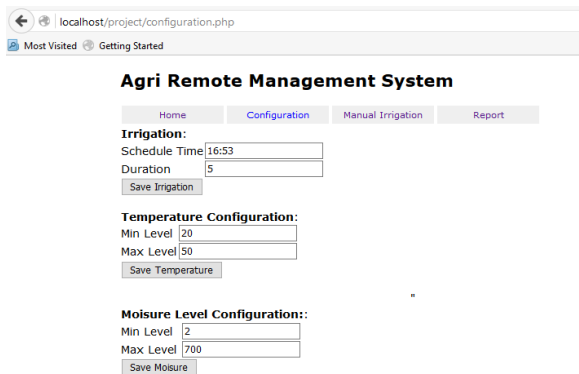 localhost/project/configuration.php
Most Visited Getting Started
Agri Remote Management System
Home Configuration Manual Irrigation Report
Irrigation:
Schedule Time 16:53
Duration 5
Save Irrigation
Temperature Configuration:
Min Level 20
Max Level 50
Save Temperature
"
Moisure Level Configuration::
Min Level 2
Max Level 700
Save Moisure